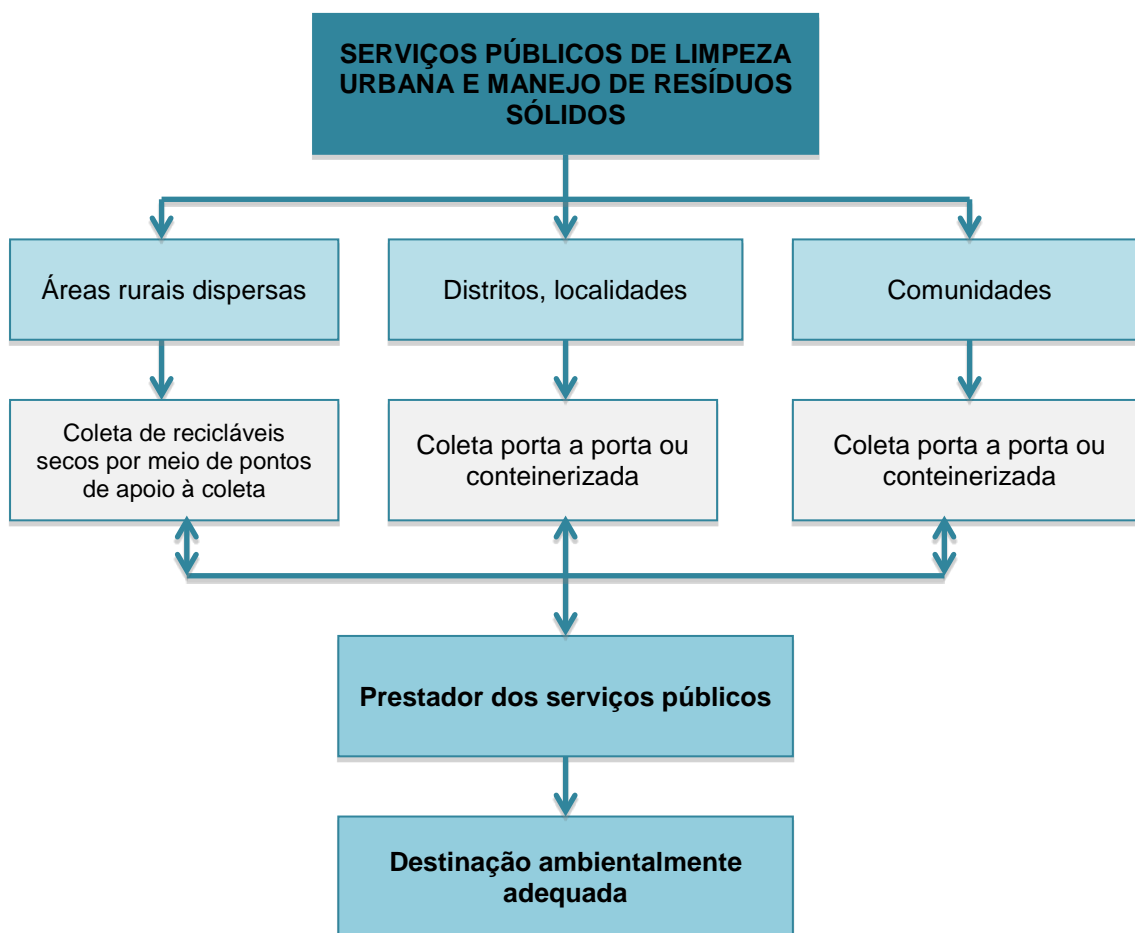 SERVIÇOS PÚBLICOS DE LIMPEZA
URBANA E MANEJO DE RESÍDUOS
SÓLIDOS
Áreas rurais dispersas
Distritos, localidades
Comunidades
Coleta de recicláveis
secos por meio de pontos
de apoio à coleta
Coleta porta a porta ou
conteinerizada
Coleta porta a porta ou
conteinerizada
Prestador dos serviços públicos
Destinação ambientalmente
adequada